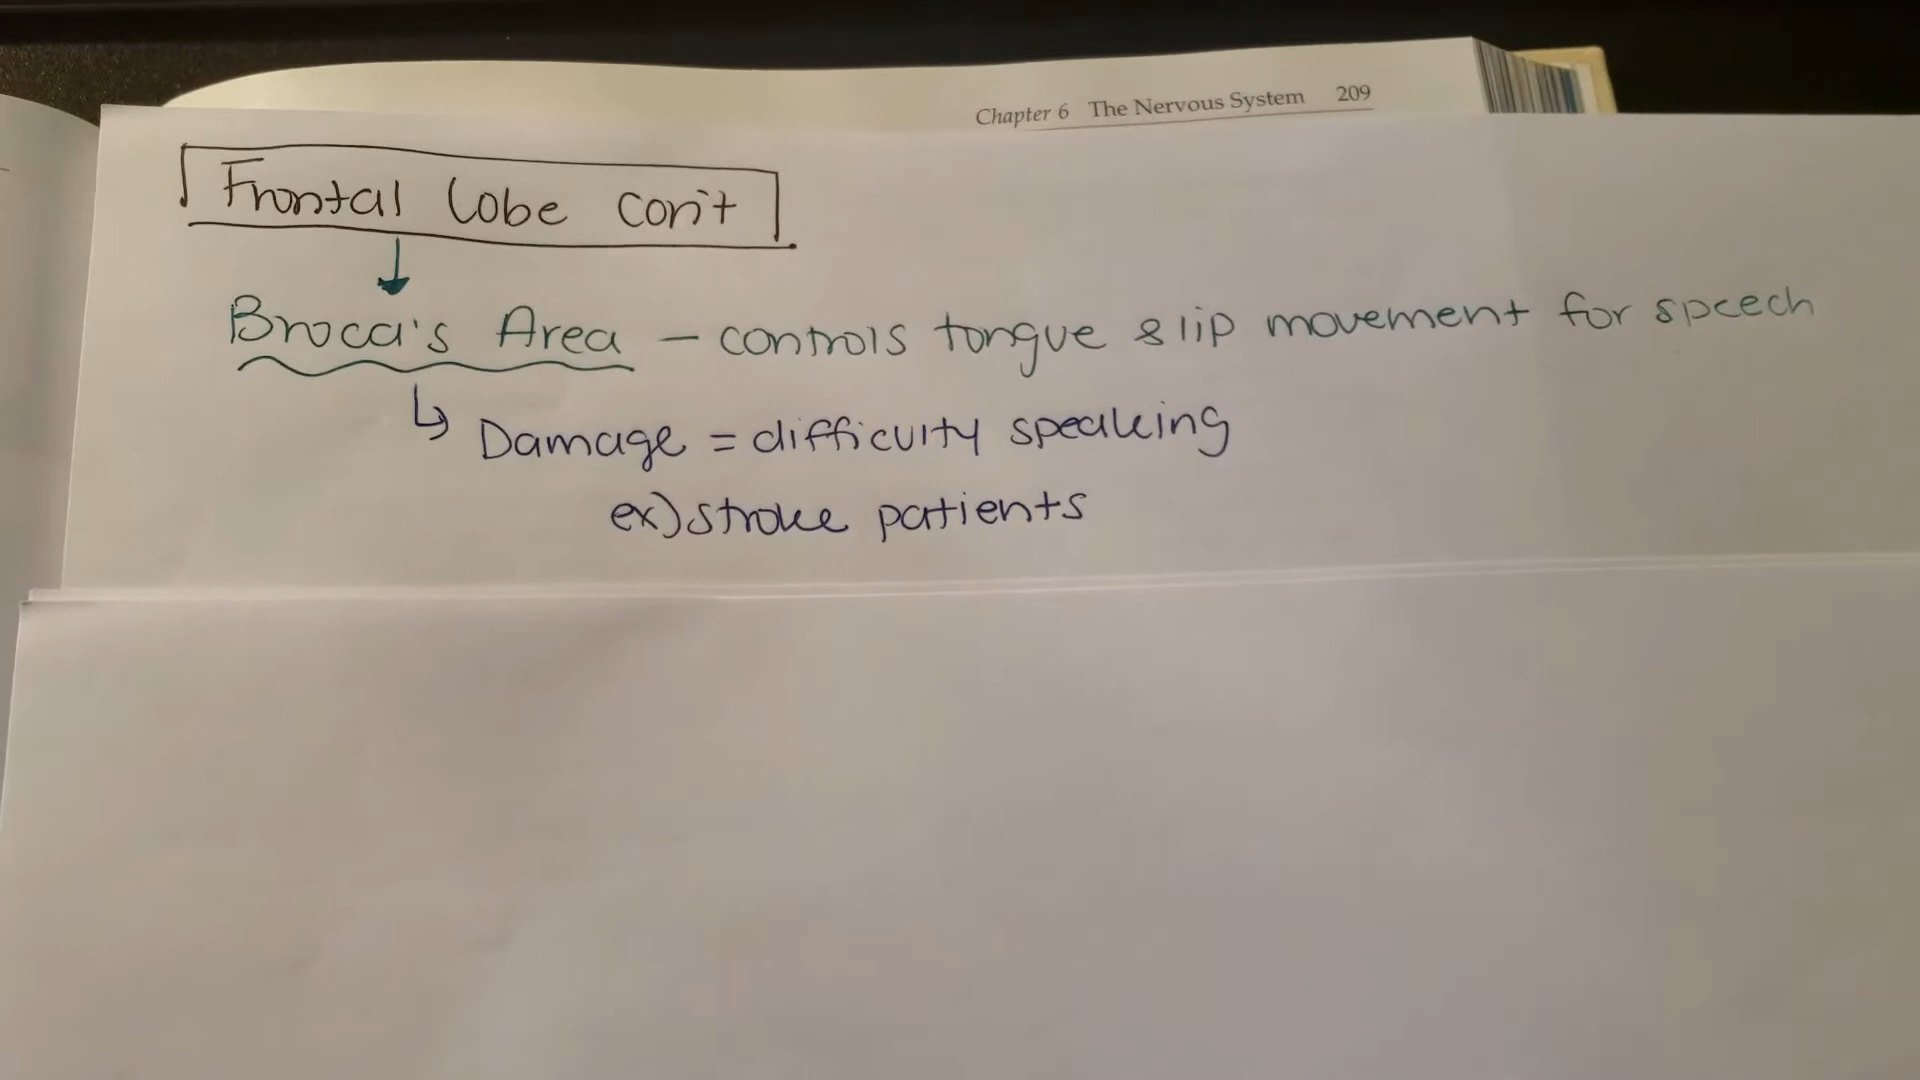 Chapter 6 The Nervous System 209
Frontal lobe con't
Broca's Area – controls tongue & lip movement for speech
↳ Damage = difficulty speaking
ex) stroke patients